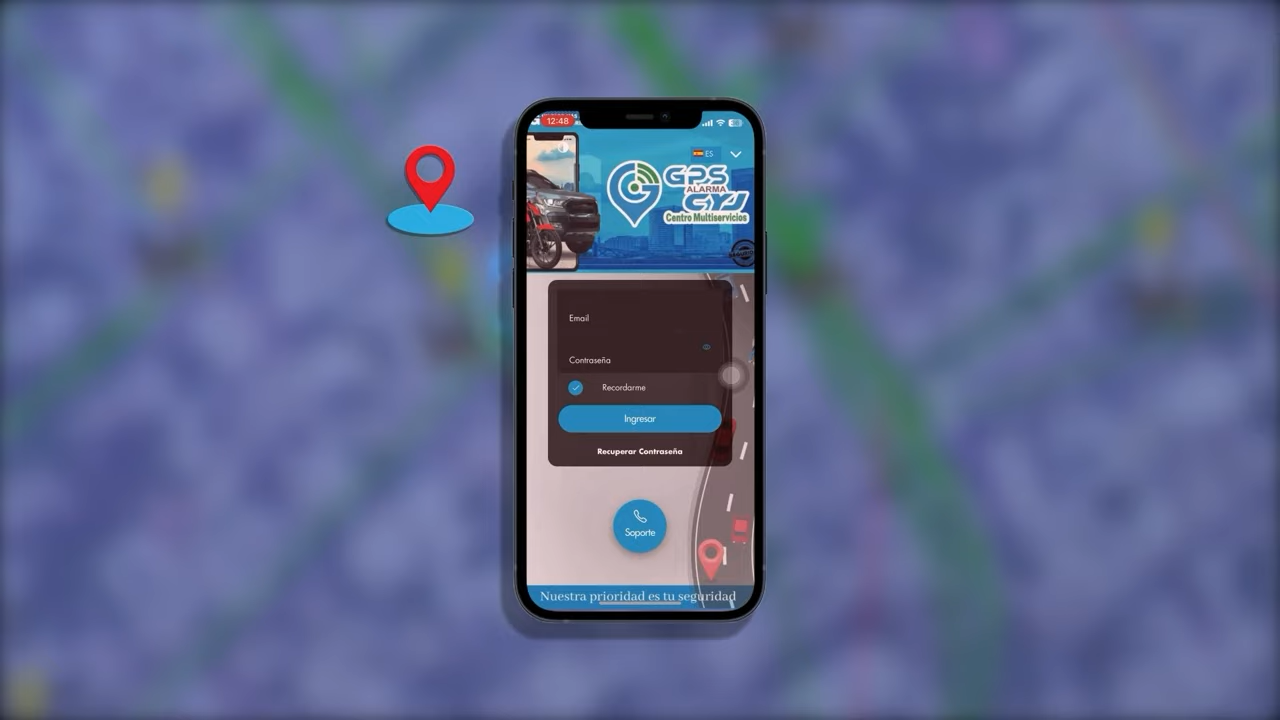 12:48
ES
GPS
ALARMA
CYJ
Centro Multiservicios
Email
Contraseña
Recordarme
Ingresar
Recuperar Contraseña
Soporte
Nuestra prioridad es tu seguridad